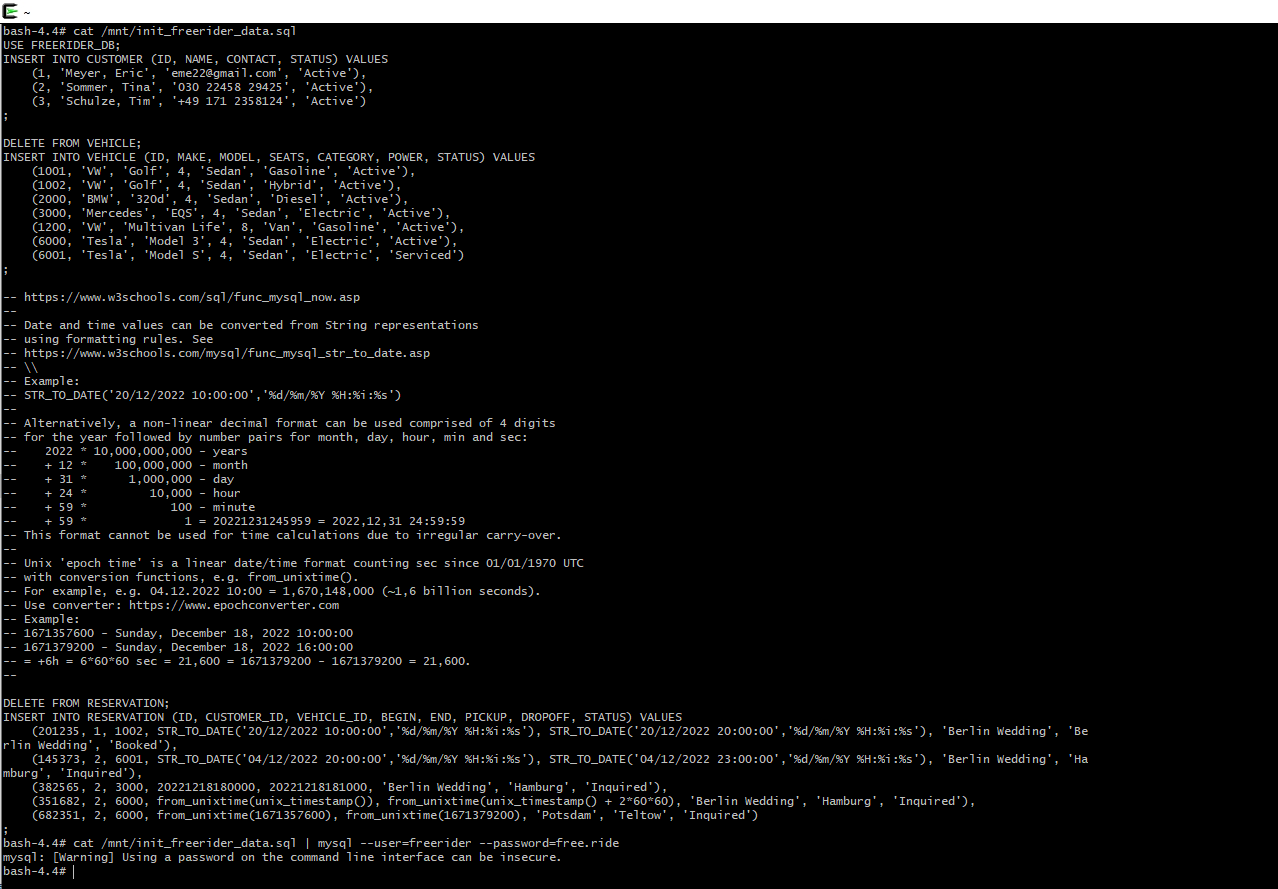 ~
bash-4.4# cat /mnt/init_freerider_data.sql
USE FREERIDER_DB;
INSERT INTO CUSTOMER (ID, NAME, CONTACT, STATUS) VALUES
    (1, 'Meyer, Eric', 'eme22@gmail.com', 'Active'),
    (2, 'Sommer, Tina', '030 22458 29425', 'Active'),
    (3, 'Schulze, Tim', '+49 171 2358124', 'Active')
;

DELETE FROM VEHICLE;
INSERT INTO VEHICLE (ID, MAKE, MODEL, SEATS, CATEGORY, POWER, STATUS) VALUES
    (1001, 'VW', 'Golf', 4, 'Sedan', 'Gasoline', 'Active'),
    (1002, 'VW', 'Golf', 4, 'Sedan', 'Hybrid', 'Active'),
    (2000, 'BMW', '320d', 4, 'Sedan', 'Diesel', 'Active'),
    (3000, 'Mercedes', 'EQS', 4, 'Sedan', 'Electric', 'Active'),
    (1200, 'VW', 'Multivan Life', 8, 'Van', 'Gasoline', 'Active'),
    (6000, 'Tesla', 'Model 3', 4, 'Sedan', 'Electric', 'Active'),
    (6001, 'Tesla', 'Model S', 4, 'Sedan', 'Electric', 'Serviced')
;

-- https://www.w3schools.com/sql/func_mysql_now.asp
--
-- Date and time values can be converted from String representations
-- using formatting rules. See
-- https://www.w3schools.com/mysql/func_mysql_str_to_date.asp
-- \\
-- Example:
-- STR_TO_DATE('20/12/2022 10:00:00','%d/%m/%Y %H:%i:%s')
--
-- Alternatively, a non-linear decimal format can be used comprised of 4 digits
-- for the year followed by number pairs for month, day, hour, min and sec:
--    2022 * 10,000,000,000 - years
--    + 12 *    100,000,000 - month
--    + 31 *      1,000,000 - day
--    + 24 *         10,000 - hour
--    + 59 *            100 - minute
--    + 59 *              1 = 20221231245959 = 2022,12,31 24:59:59
-- This format cannot be used for time calculations due to irregular carry-over.
--
-- Unix 'epoch time' is a linear date/time format counting sec since 01/01/1970 UTC
-- with conversion functions, e.g. from_unixtime().
-- For example, e.g. 04.12.2022 10:00 = 1,670,148,000 (~1,6 billion seconds).
-- Use converter: https://www.epochconverter.com
-- Example:
-- 1671357600 - Sunday, December 18, 2022 10:00:00
-- 1671379200 - Sunday, December 18, 2022 16:00:00
-- = +6h = 6*60*60 sec = 21,600 = 1671379200 - 1671379200 = 21,600.
--

DELETE FROM RESERVATION;
INSERT INTO RESERVATION (ID, CUSTOMER_ID, VEHICLE_ID, BEGIN, END, PICKUP, DROPOFF, STATUS) VALUES
    (201235, 1, 1002, STR_TO_DATE('20/12/2022 10:00:00','%d/%m/%Y %H:%i:%s'), STR_TO_DATE('20/12/2022 20:00:00','%d/%m/%Y %H:%i:%s'), 'Berlin Wedding', 'Be
rlin Wedding', 'Booked'),
    (145373, 2, 6001, STR_TO_DATE('04/12/2022 20:00:00','%d/%m/%Y %H:%i:%s'), STR_TO_DATE('04/12/2022 23:00:00','%d/%m/%Y %H:%i:%s'), 'Berlin Wedding', 'Ha
mburg', 'Inquired'),
    (382565, 2, 3000, 20221218180000, 20221218181000, 'Berlin Wedding', 'Hamburg', 'Inquired'),
    (351682, 2, 6000, from_unixtime(unix_timestamp()), from_unixtime(unix_timestamp() + 2*60*60), 'Berlin Wedding', 'Hamburg', 'Inquired'),
    (682351, 2, 6000, from_unixtime(1671357600), from_unixtime(1671379200), 'Potsdam', 'Teltow', 'Inquired')
;
bash-4.4# cat /mnt/init_freerider_data.sql | mysql --user=freerider --password=free.ride
mysql: [Warning] Using a password on the command line interface can be insecure.
bash-4.4#